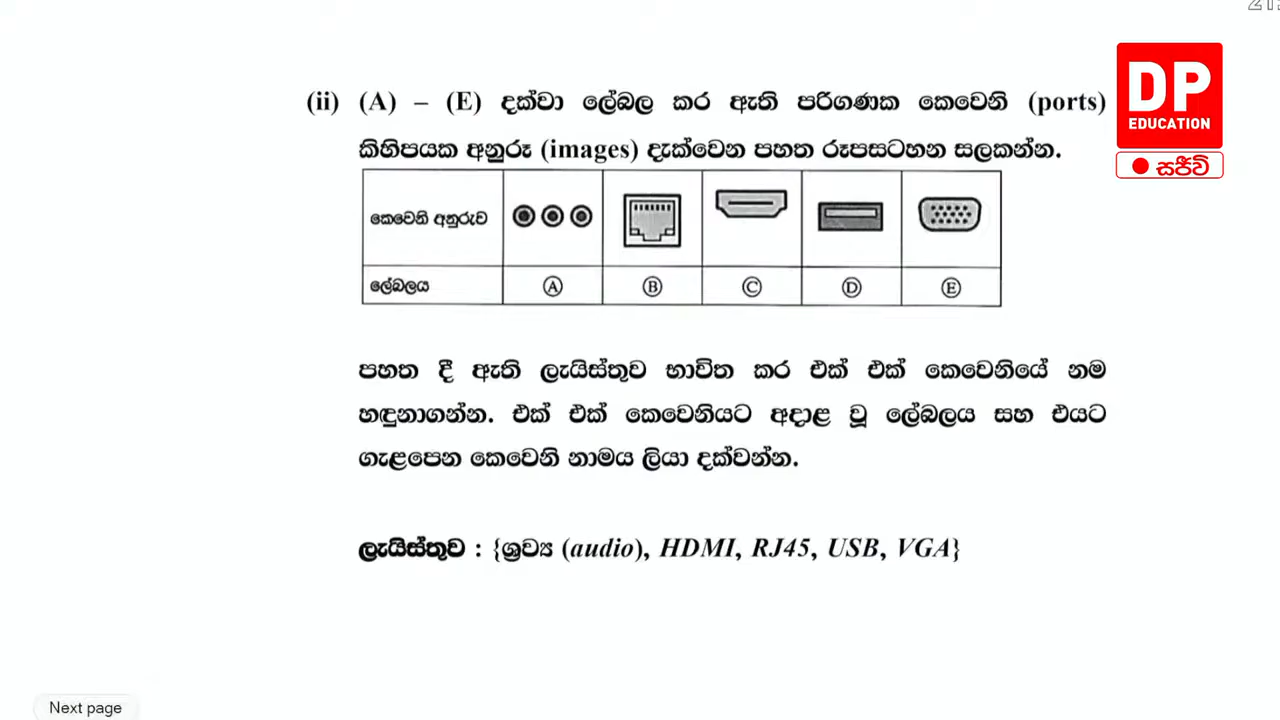 DP
EDUCATION
සජීවි
(ii) (A) – (E) දක්වා ලේබල කර ඇති පරිගණක කෙවෙනි (ports)
කිහිපයක අනුරූ (images) දැක්වෙන පහත රූපසටහන සලකන්න.
කෙවෙනි අනුරුව
ලේබලය A B C D E
පහත දී ඇති ලැයිස්තුව භාවිත කර එක් එක් කෙවෙනියේ නම
හඳුනාගන්න. එක් එක් කෙවෙනියට අදාළ වූ ලේබලය සහ එයට
ගැළපෙන කෙවෙනි නාමය ලියා දක්වන්න.
ලැයිස්තුව : {ශ්‍රව්‍ය (audio), HDMI, RJ45, USB, VGA}
Next page